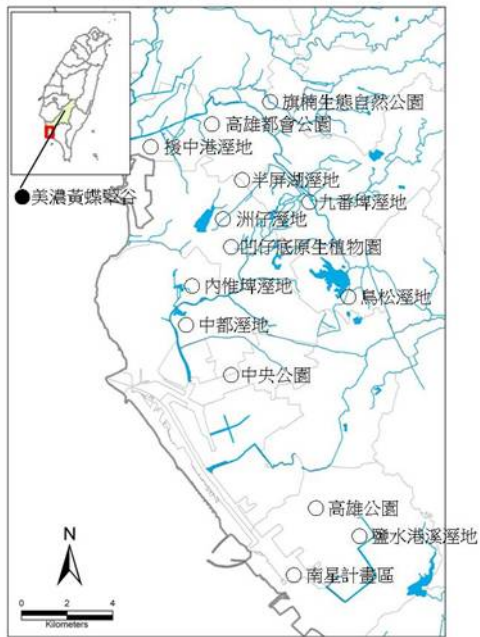 旗楠生態自然公園
高雄都會公園
援中港溼地
半屏湖溼地
美濃黃蝶翠谷
九番埤溼地
洲仔溼地
凹仔底原生植物園
內惟埤溼地
鳥松溼地
中都溼地
中央公園
1
高雄公園
鹽水港溪溼地
N
南星計畫區
0 2 4
Kilometers